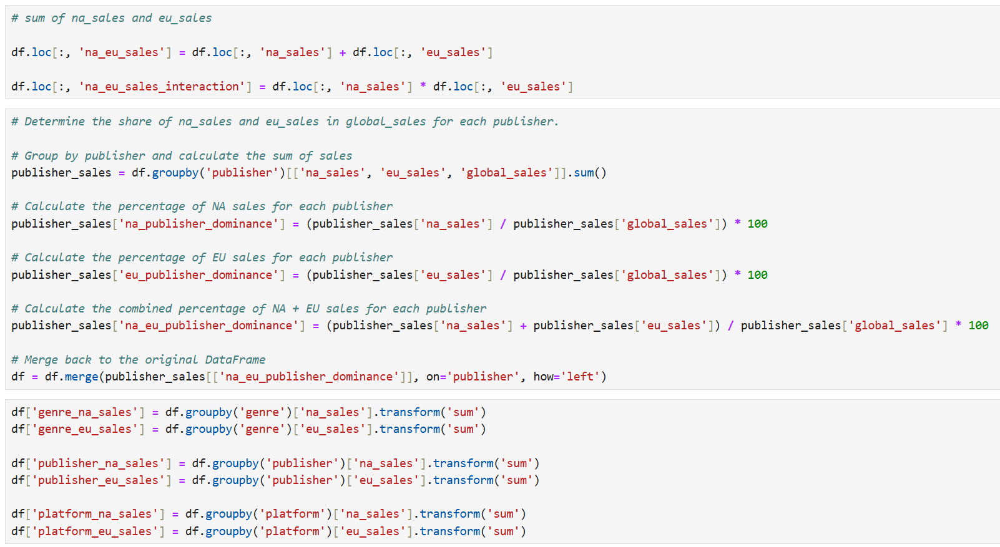 # sum of na_sales and eu_sales
df.loc[:, 'na_eu_sales'] = df.loc[:, 'na_sales'] + df.loc[:, 'eu_sales']
df.loc[:, 'na_eu_sales_interaction'] = df.loc[:, 'na_sales'] * df.loc[:, 'eu_sales']
# Determine the share of na_sales and eu_sales in global_sales for each publisher.
# Group by publisher and calculate the sum of sales
publisher_sales = df.groupby('publisher')[['na_sales', 'eu_sales', 'global_sales']].sum()
# Calculate the percentage of NA sales for each publisher
publisher_sales['na_publisher_dominance'] = (publisher_sales['na_sales'] / publisher_sales['global_sales']) * 100
# Calculate the percentage of EU sales for each publisher
publisher_sales['eu_publisher_dominance'] = (publisher_sales['eu_sales'] / publisher_sales['global_sales']) * 100
# Calculate the combined percentage of NA + EU sales for each publisher
publisher_sales['na_eu_publisher_dominance'] = (publisher_sales['na_sales'] + publisher_sales['eu_sales']) / publisher_sales['global_sales'] * 100
# Merge back to the original DataFrame
df = df.merge(publisher_sales[['na_eu_publisher_dominance']], on='publisher', how='left')
df['genre_na_sales'] = df.groupby('genre')['na_sales'].transform('sum')
df['genre_eu_sales'] = df.groupby('genre')['eu_sales'].transform('sum')
df['publisher_na_sales'] = df.groupby('publisher')['na_sales'].transform('sum')
df['publisher_eu_sales'] = df.groupby('publisher')['eu_sales'].transform('sum')
df['platform_na_sales'] = df.groupby('platform')['na_sales'].transform('sum')
df['platform_eu_sales'] = df.groupby('platform')['eu_sales'].transform('sum')